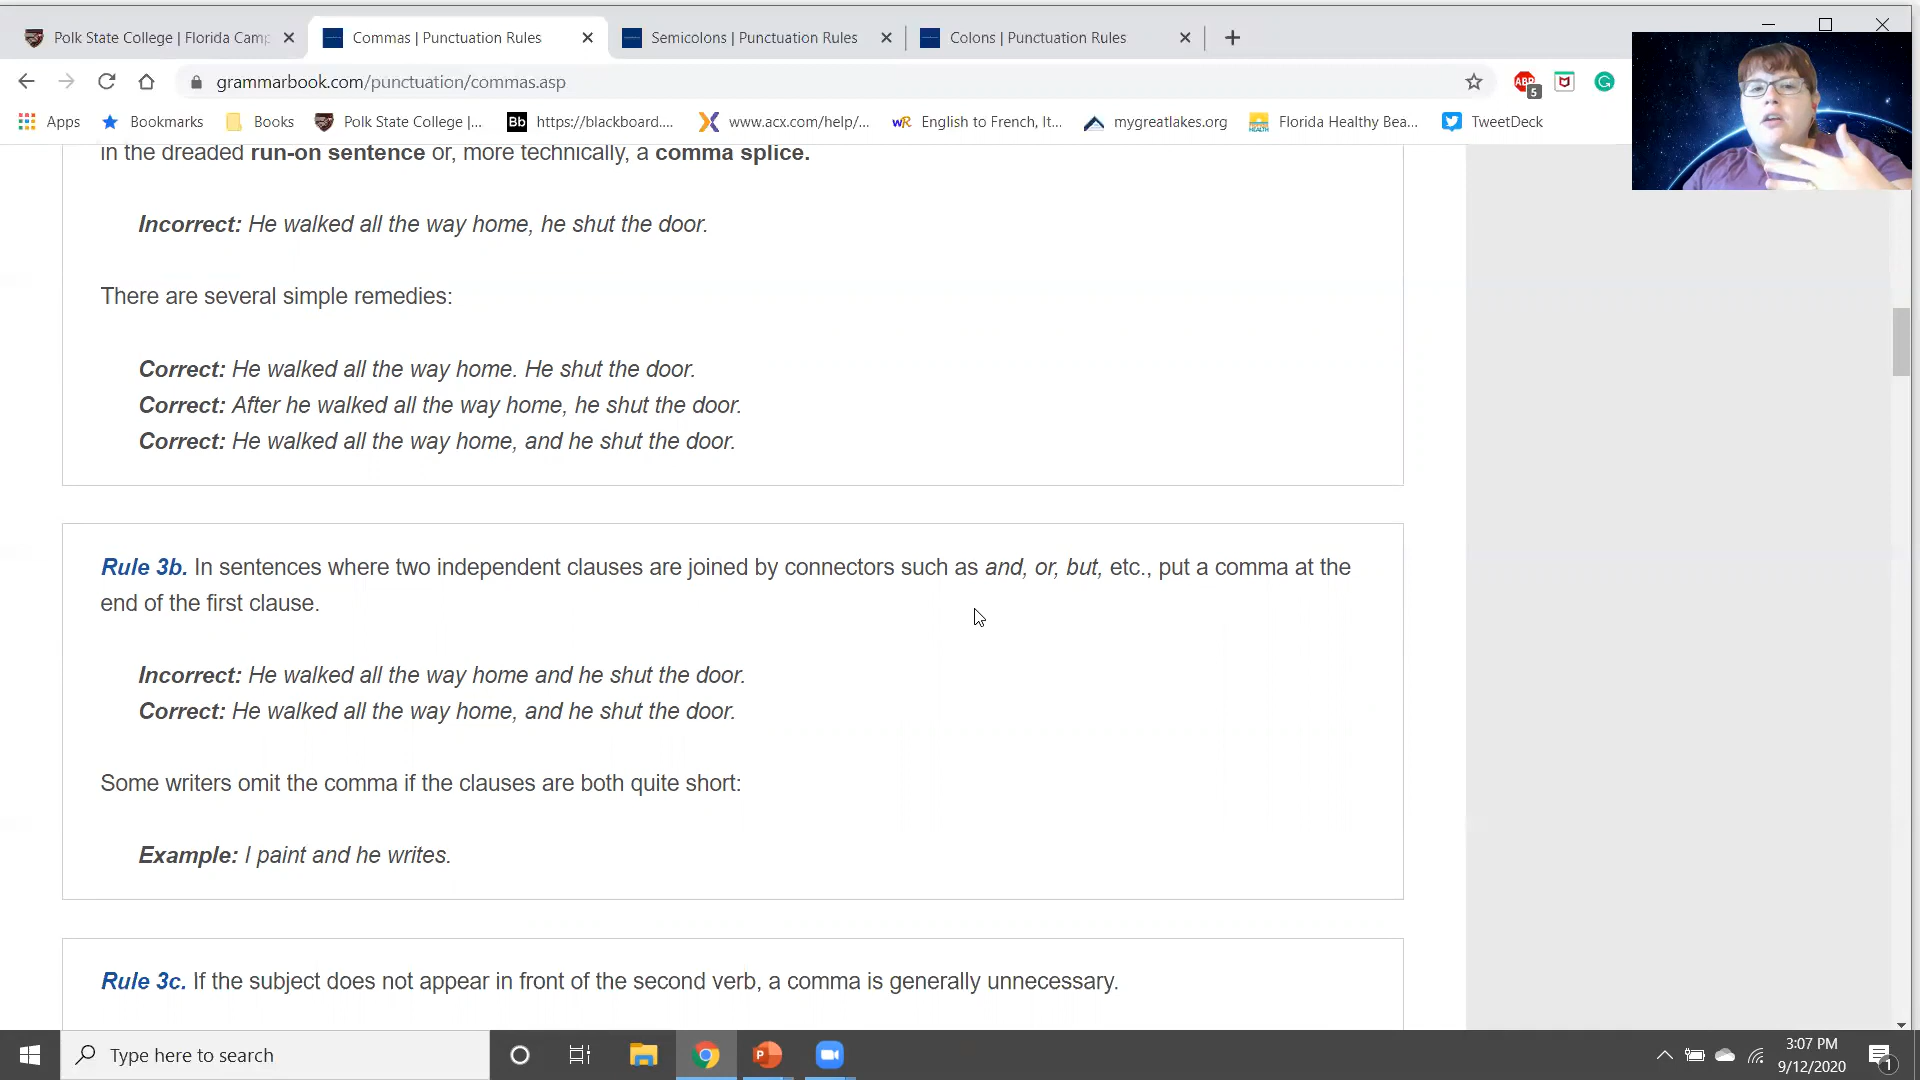 Polk State College | Florida Camp
Commas | Punctuation Rules
Semicolons | Punctuation Rules
Colons | Punctuation Rules
grammarbook.com/punctuation/commas.asp
ABP
5
G
Apps
Bookmarks
Books
Polk State College |...
Bb
https://blackboard....
www.acx.com/help/...
WR
English to French, It...
mygreatlakes.org
HEALTH
Florida Healthy Bea...
TweetDeck
in the dreaded run-on sentence or, more technically, a comma splice.
Incorrect: He walked all the way home, he shut the door.
There are several simple remedies:
Correct: He walked all the way home. He shut the door.
Correct: After he walked all the way home, he shut the door.
Correct: He walked all the way home, and he shut the door.
Rule 3b. In sentences where two independent clauses are joined by connectors such as and, or, but, etc., put a comma at the
end of the first clause.
Incorrect: He walked all the way home and he shut the door.
Correct: He walked all the way home, and he shut the door.
Some writers omit the comma if the clauses are both quite short:
Example: I paint and he writes.
Rule 3c. If the subject does not appear in front of the second verb, a comma is generally unnecessary.
Type here to search
P
3:07 PM
9/12/2020
1